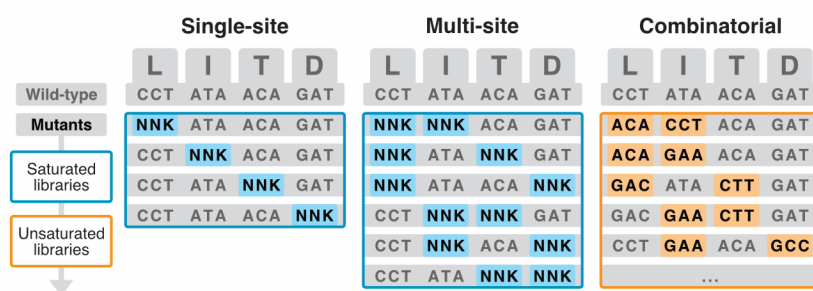 Single-site Multi-site Combinatorial
L I T D L I T D L I T D
Wild-type CCT ATA ACA GAT CCT ATA ACA GAT CCT ATA ACA GAT
Mutants NNK ATA ACA GAT NNK NNK ACA GAT ACA CCT ACA GAT
Saturated libraries CCT NNK ACA GAT NNK ATA NNK GAT ACA GAA ACA GAT
CCT ATA NNK GAT NNK ATA ACA NNK GAC ATA CTT GAT
Unsaturated libraries CCT ATA ACA NNK CCT NNK NNK GAT GAC GAA CTT GAT
CCT NNK ACA NNK CCT GAA ACA GCC
CCT ATA NNK NNK ...